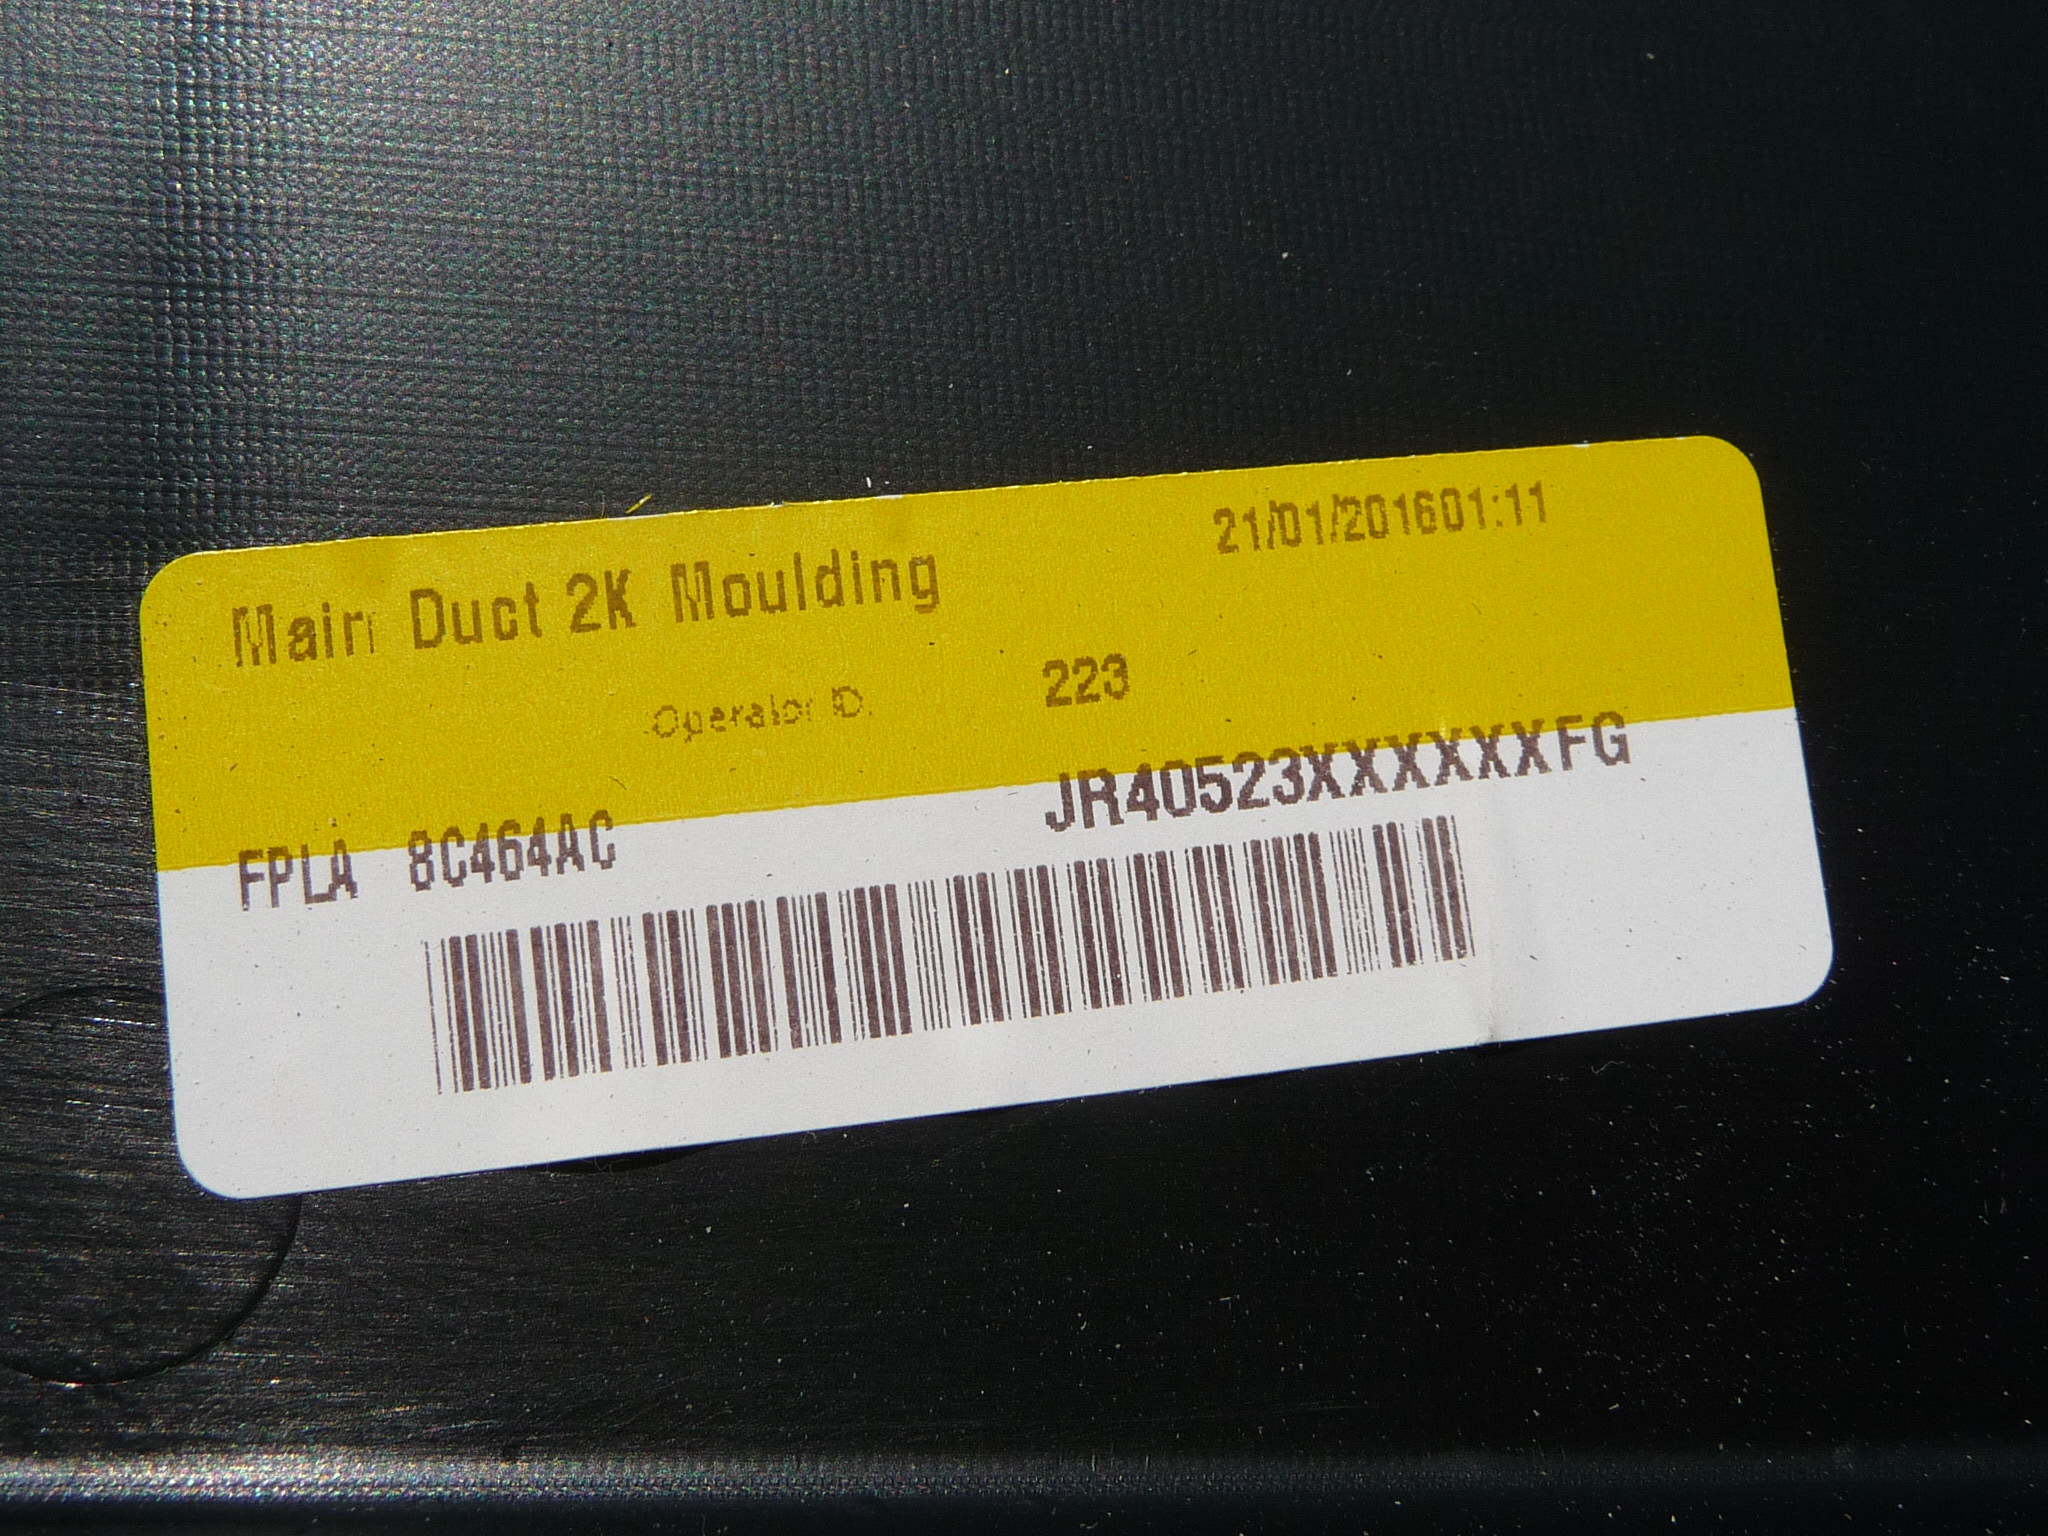 Main Duct 2K Moulding
21/01/201601:11
Operator ID.
223
FPLA 8C464AC
JR40523XXXXXXFG